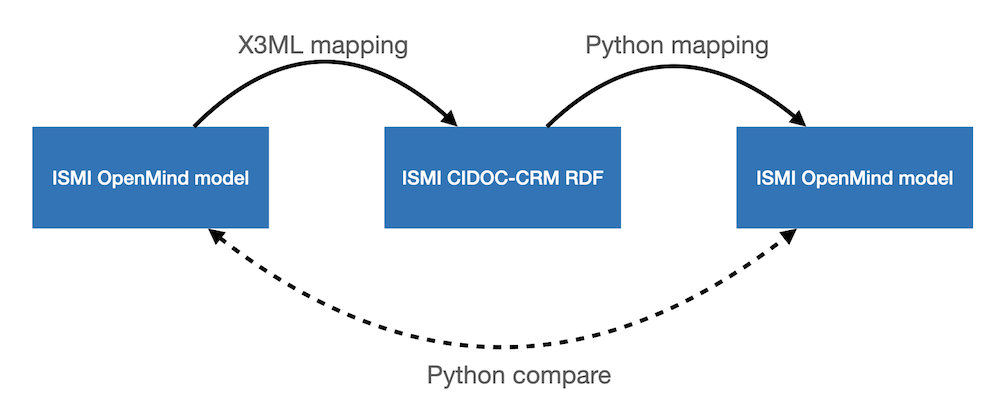 X3ML mapping
Python mapping
ISMI OpenMind model
ISMI CIDOC-CRM RDF
ISMI OpenMind model
Python compare